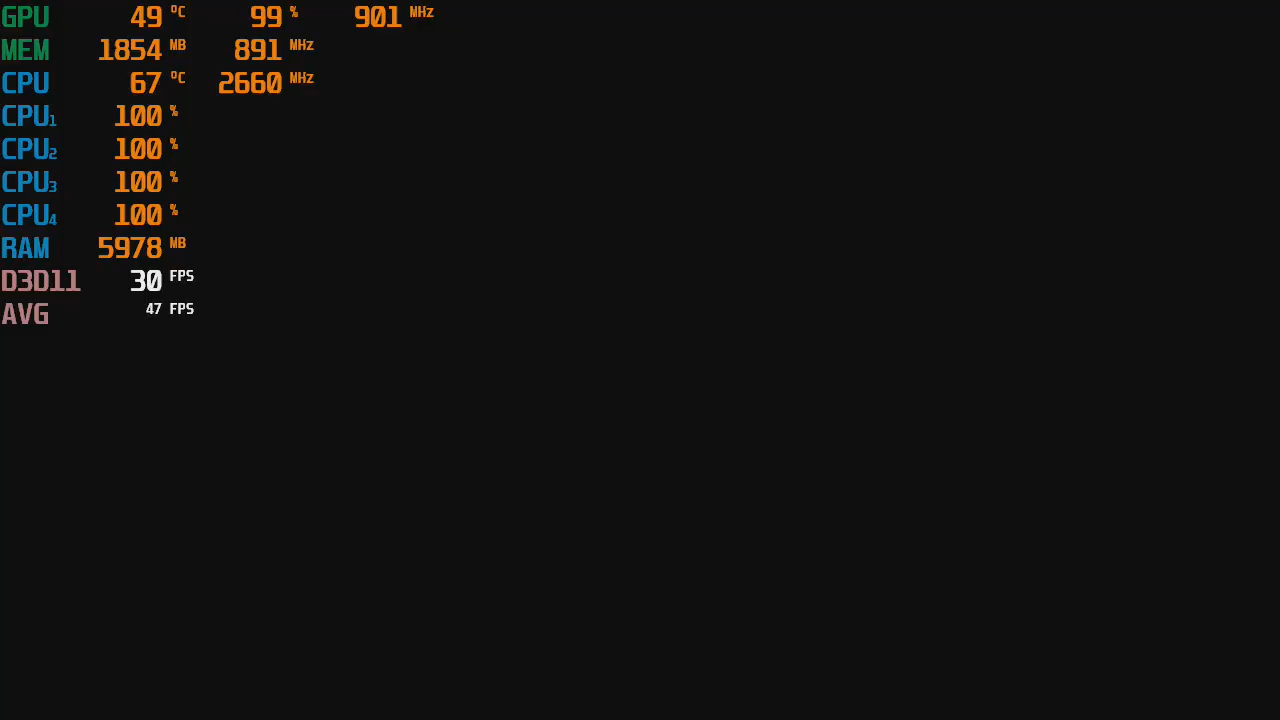 GPU 49 °C 99 % 901 MHz
MEM 1854 MB 891 MHz
CPU 67 °C 2660 MHz
CPU1 100 %
CPU2 100 %
CPU3 100 %
CPU4 100 %
RAM 5978 MB
D3D11 30 FPS
AVG 47 FPS